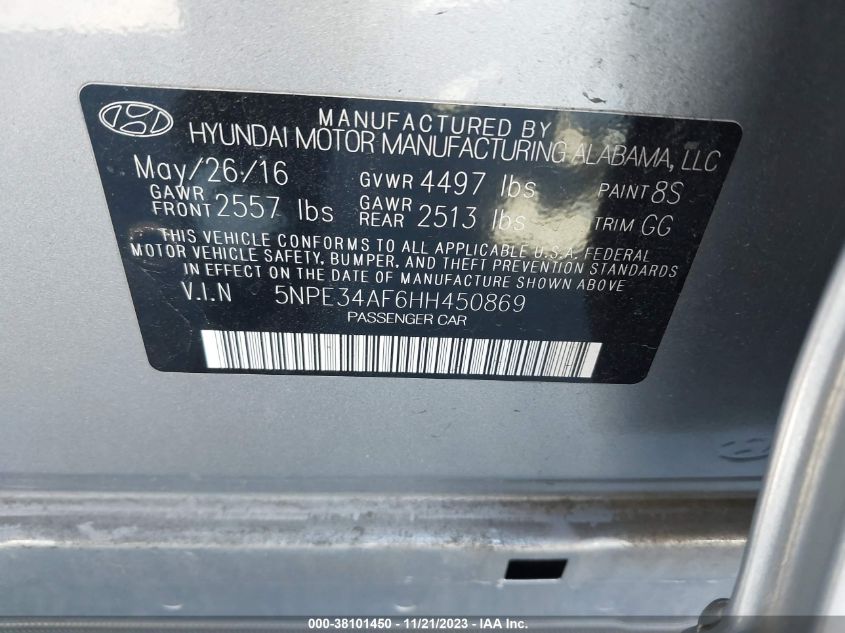 MANUFACTURED BY
HYUNDAI MOTOR MANUFACTURING ALABAMA, LLC
May/26/16 GVWR 4497 lbs PAINT 8S
GAWR FRONT 2557 lbs GAWR REAR 2513 lbs TRIM GG
THIS VEHICLE CONFORMS TO ALL APPLICABLE U.S.A. FEDERAL
MOTOR VEHICLE SAFETY, BUMPER, AND THEFT PREVENTION STANDARDS
IN EFFECT ON THE DATE OF MANUFACTURE SHOWN ABOVE
V.I.N 5NPE34AF6HH450869
PASSENGER CAR
000-38101450 - 11/21/2023 - IAA Inc.